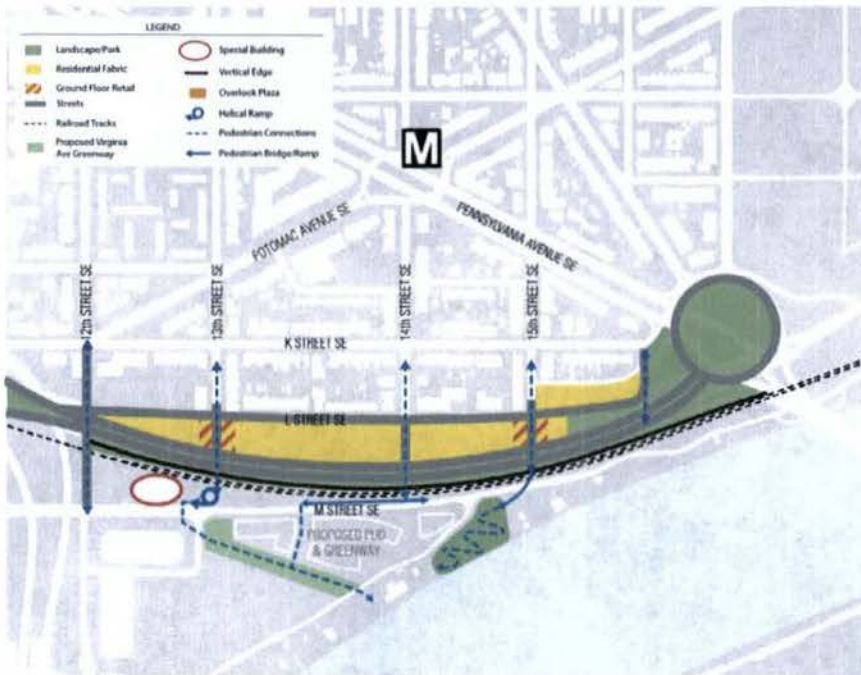 LEGEND
Landscape/Park
Residential Fabric
Ground Floor Retail
Streets
Railroad Tracks
Proposed Virginia
Ave Greenway
Special Building
Vertical Edge
Overlook Plaza
Helical Ramp
Pedestrian Connections
Pedestrian Bridge/Ramp
M
POTOMAC AVENUE SE
PENNSYLVANIA AVENUE SE
12th STREET SE
13th STREET SE
14th STREET SE
15th STREET SE
K STREET SE
L STREET SE
M STREET SE
PROPOSED PUD
& GREENWAY